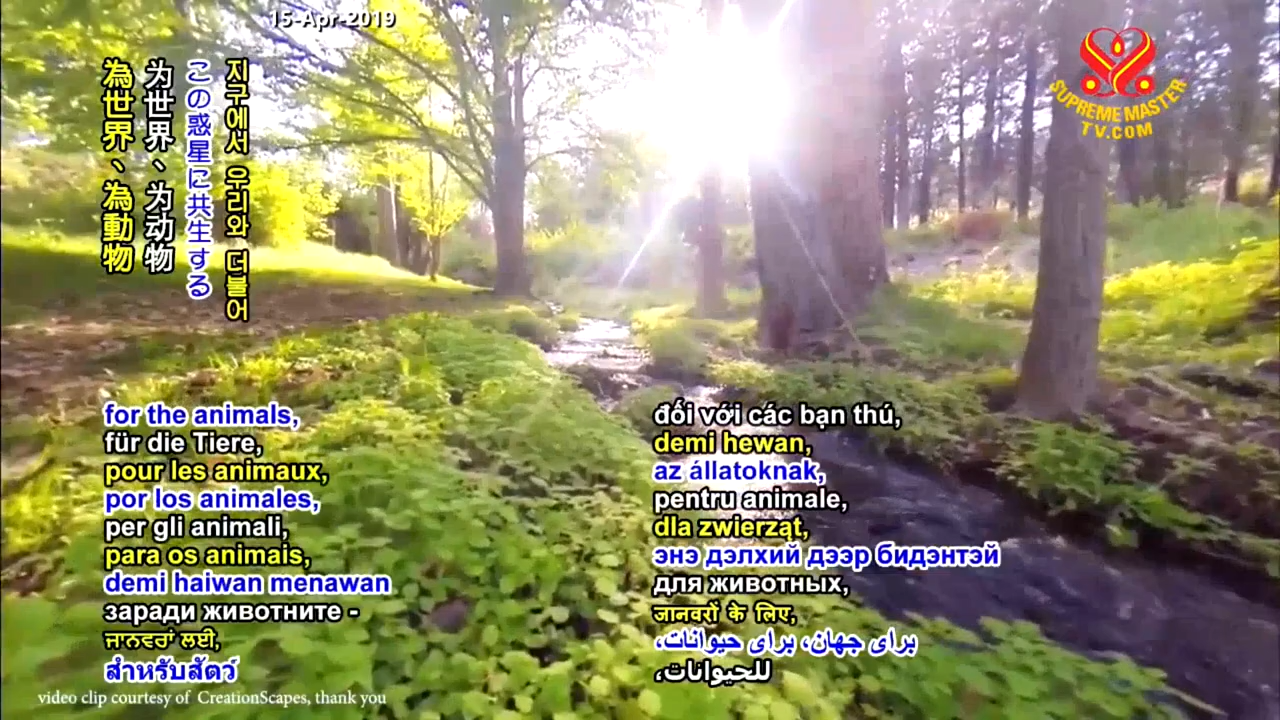 15-Apr-2019
SUPREME MASTER
TV.COM
지구에서 우리와 더불어
この惑星に共生する
为世界、为动物
為世界、為動物
for the animals,
für die Tiere,
pour les animaux,
por los animales,
per gli animali,
para os animais,
demi haiwan menawan
заради животните -
ਜਾਨਵਰਾਂ ਲਈ,
สำหรับสัตว์
đối với các bạn thú,
demi hewan,
az állatoknak,
pentru animale,
dla zwierząt,
энэ дэлхий дээр бидэнтэй
для животных,
जानवरों के लिए,
برای جهان، برای حیوانات،
للحيوانات،
video clip courtesy of CreationScapes, thank you